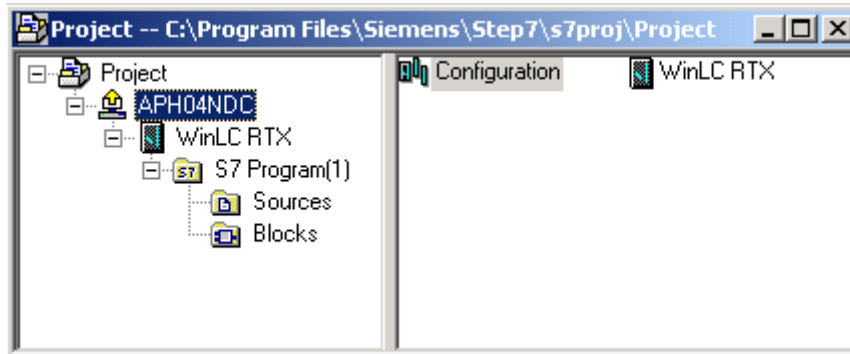 Project -- C:\Program Files\Siemens\Step7\s7proj\Project
Project
APH04NDC
WinLC RTX
S7 Program(1)
Sources
Blocks
Configuration
WinLC RTX